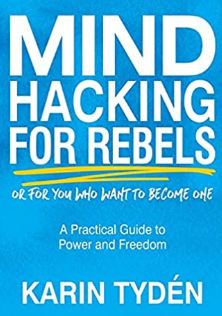 MIND
HACKING
FOR REBELS
OR FOR YOU WHO WANT TO BECOME ONE
A Practical Guide to
Power and Freedom
KARIN TYDÉN